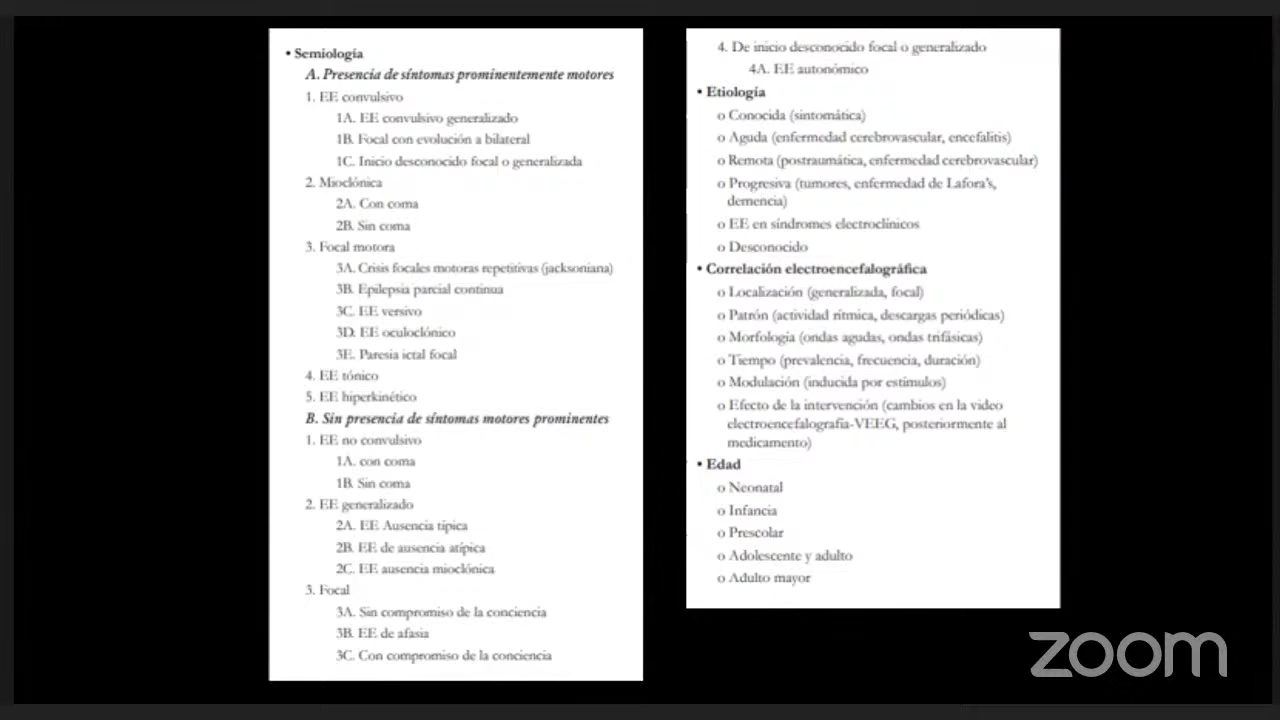 • Semiología
A. Presencia de síntomas prominentemente motores
1. EE convulsivo
1A. EE convulsivo generalizado
1B. Focal con evolución a bilateral
1C. Inicio desconocido focal o generalizada
2. Mioclónica
2A. Con coma
2B. Sin coma
3. Focal motora
3A. Crisis focales motoras repetitivas (jacksoniana)
3B. Epilepsia parcial continua
3C. EE versivo
3D. EE oculoclónico
3E. Paresia ictal focal
4. EE tónico
5. EE hiperkinético
B. Sin presencia de síntomas motores prominentes
1. EE no convulsivo
1A. con coma
1B. Sin coma
2. EE generalizado
2A. EE Ausencia típica
2B. EE de ausencia atípica
2C. EE ausencia mioclónica
3. Focal
3A. Sin compromiso de la conciencia
3B. EE de afasia
3C. Con compromiso de la conciencia
4. De inicio desconocido focal o generalizado
4A. EE autonómico
• Etiología
o Conocida (sintomática)
o Aguda (enfermedad cerebrovascular, encefalitis)
o Remota (postraumática, enfermedad cerebrovascular)
o Progresiva (tumores, enfermedad de Lafora's,
demencia)
o EE en síndromes electroclínicos
o Desconocido
• Correlación electroencefalográfica
o Localización (generalizada, focal)
o Patrón (actividad rítmica, descargas periódicas)
o Morfología (ondas agudas, ondas trifásicas)
o Tiempo (prevalencia, frecuencia, duración)
o Modulación (inducida por estímulos)
o Efecto de la intervención (cambios en la video
electroencefalografía-VEEG, posteriormente al
medicamento)
• Edad
o Neonatal
o Infancia
o Prescolar
o Adolescente y adulto
o Adulto mayor
zoom